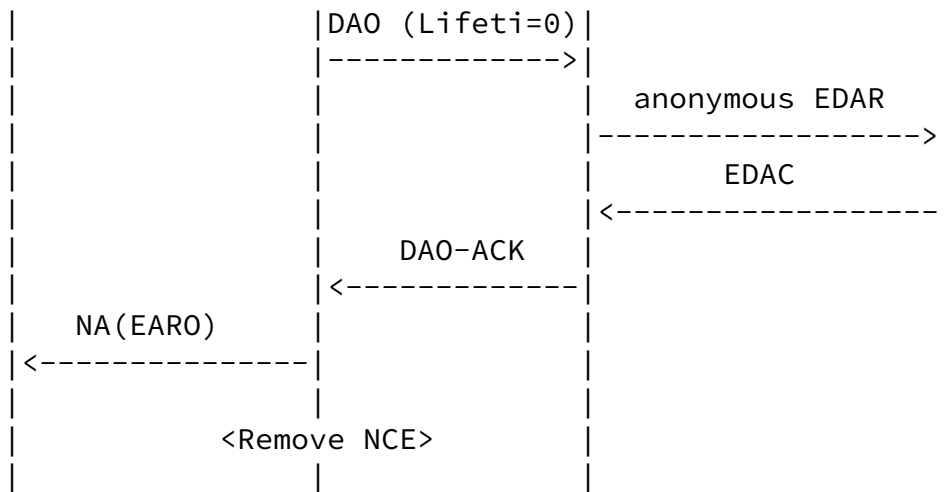 DAO (Lifeti=0)
anonymous EDAR
EDAC
DAO-ACK
NA(EARO)
<Remove NCE>